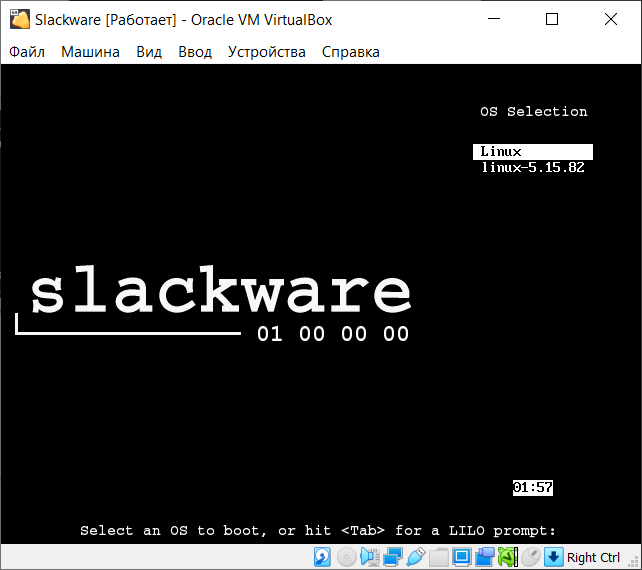 Slackware [Работает] - Oracle VM VirtualBox
Файл Машина Вид Ввод Устройства Справка
OS Selection
Linux
linux-5.15.82
slackware
01 00 00 00
01:57
Select an OS to boot, or hit <Tab> for a LILO prompt:
Right Ctrl